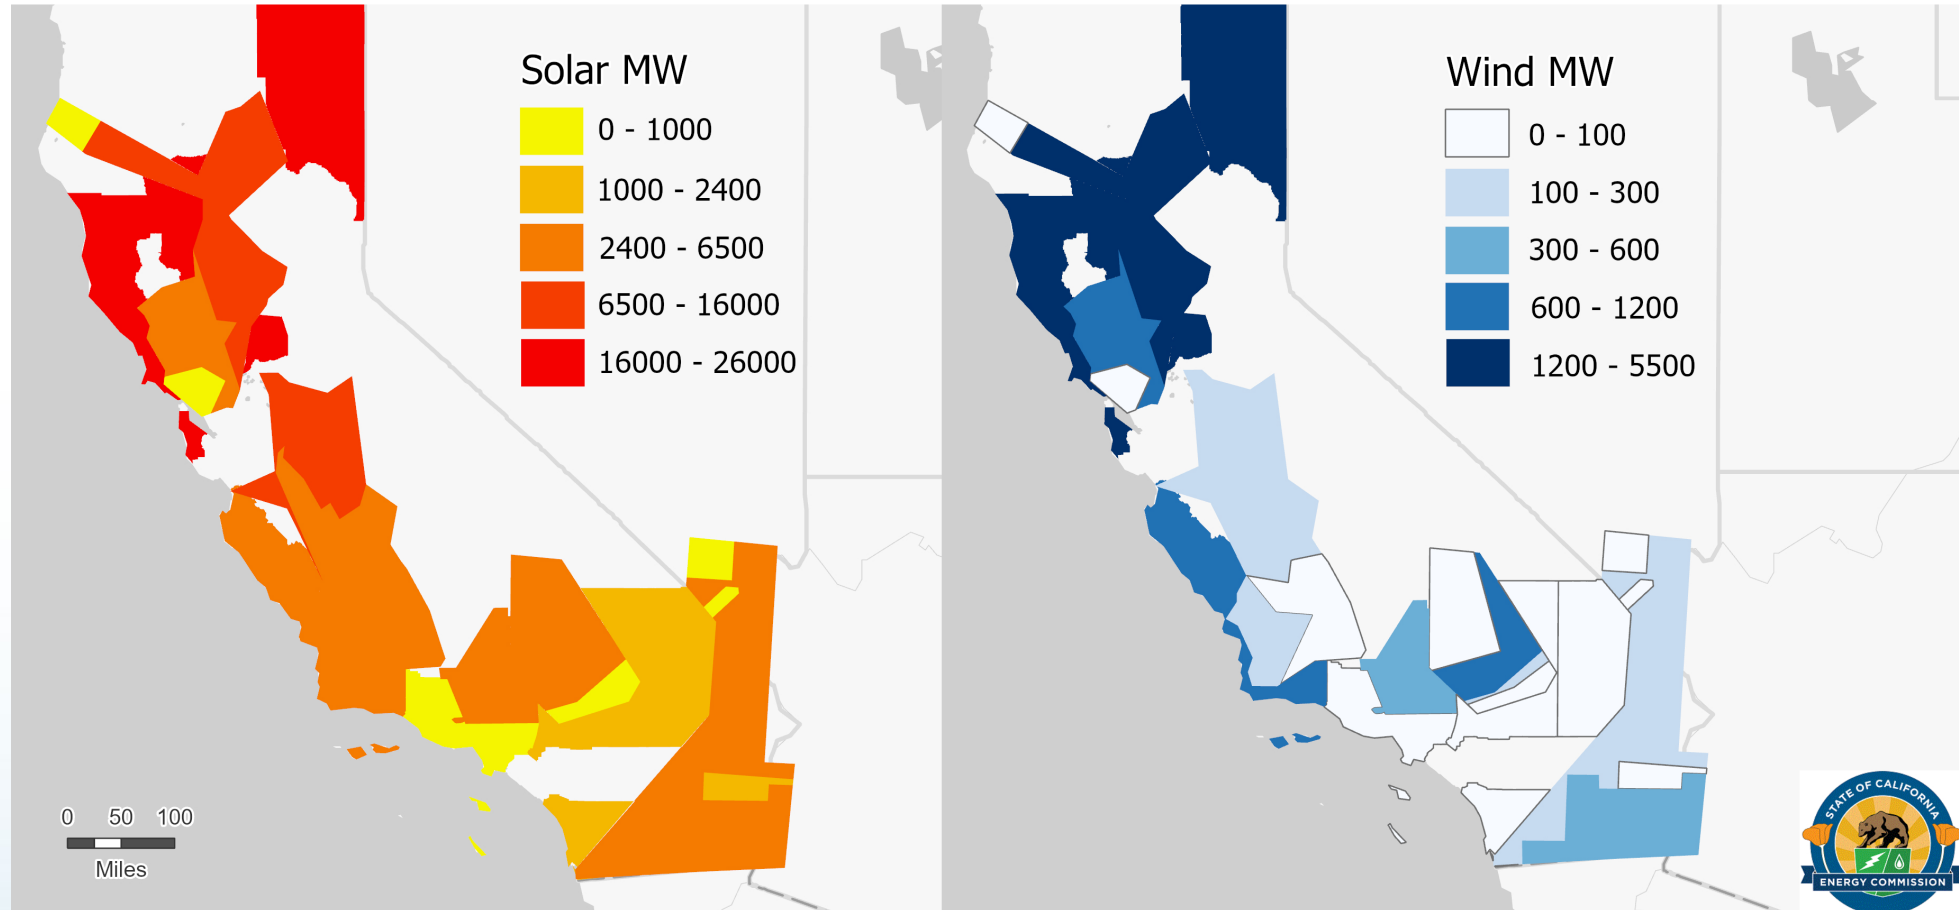 Solar MW
0 - 1000
1000 - 2400
2400 - 6500
6500 - 16000
16000 - 26000
0 50 100
Miles
Wind MW
0 - 100
100 - 300
300 - 600
600 - 1200
1200 - 5500
STATE OF CALIFORNIA
ENERGY COMMISSION